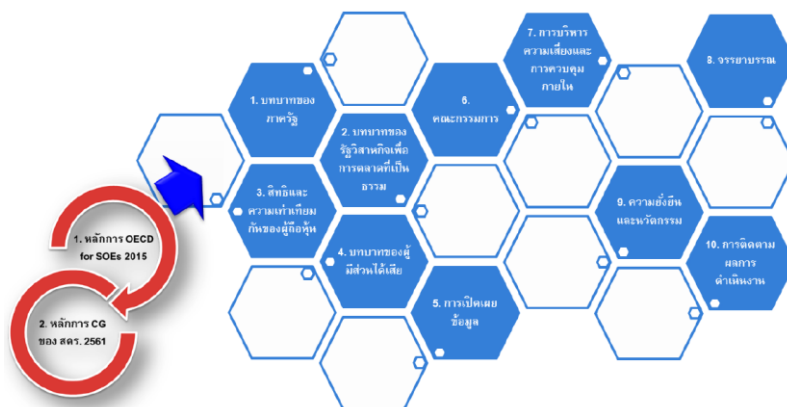 1. หลักการ OECD
for SOEs 2015
2. หลักการ CG
ของ สคร. 2561
1. บทบาทของ
ภาครัฐ
2. บทบาทของ
รัฐวิสาหกิจเพื่อ
การตลาดที่เป็น
ธรรม
3. สิทธิและ
ความเท่าเทียม
กันของผู้ถือหุ้น
4. บทบาทของผู้
มีส่วนได้เสีย
5. การเปิดเผย
ข้อมูล
6.
คณะกรรมการ
7. การบริหาร
ความเสี่ยงและ
การควบคุม
ภายใน
8. จรรยาบรรณ
9. ความยั่งยืน
และนวัตกรรม
10. การติดตาม
ผลการ
ดำเนินงาน